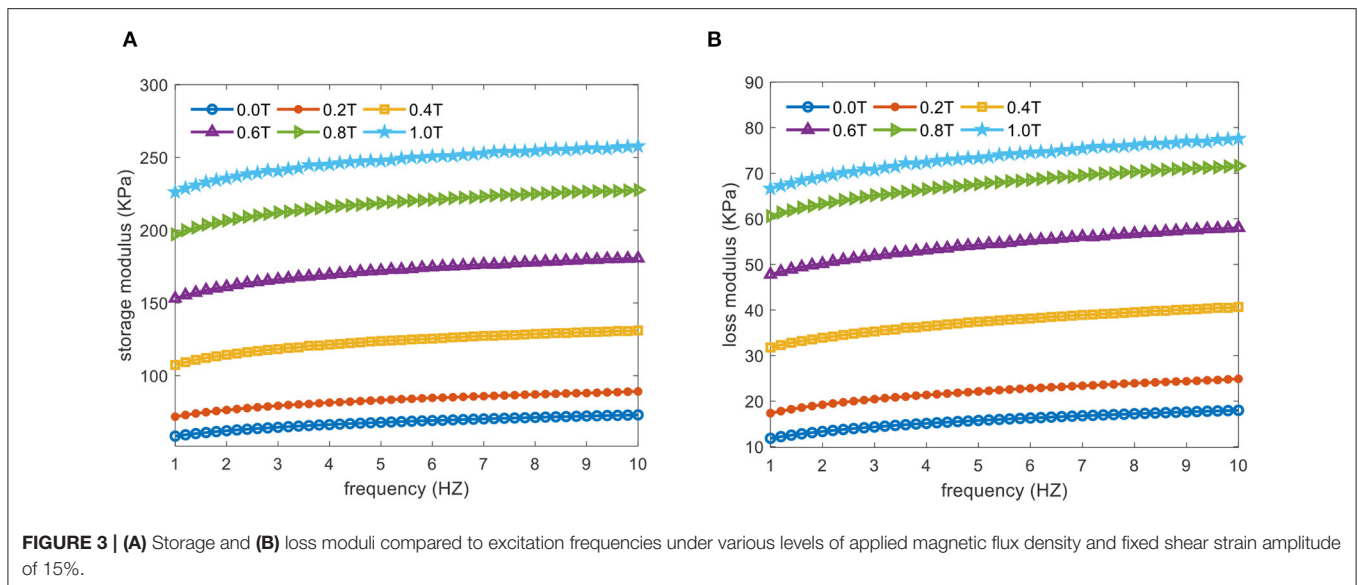 A
300
250
200
150
100
storage modulus (KPa)
0.0T 0.2T 0.4T
0.6T 0.8T 1.0T
1 2 3 4 5 6 7 8 9 10
frequency (HZ)
B
90
80
70
60
50
40
30
20
10
loss modulus (KPa)
0.0T 0.2T 0.4T
0.6T 0.8T 1.0T
1 2 3 4 5 6 7 8 9 10
frequency (HZ)
FIGURE 3 | (A) Storage and (B) loss moduli compared to excitation frequencies under various levels of applied magnetic flux density and fixed shear strain amplitude
of 15%.